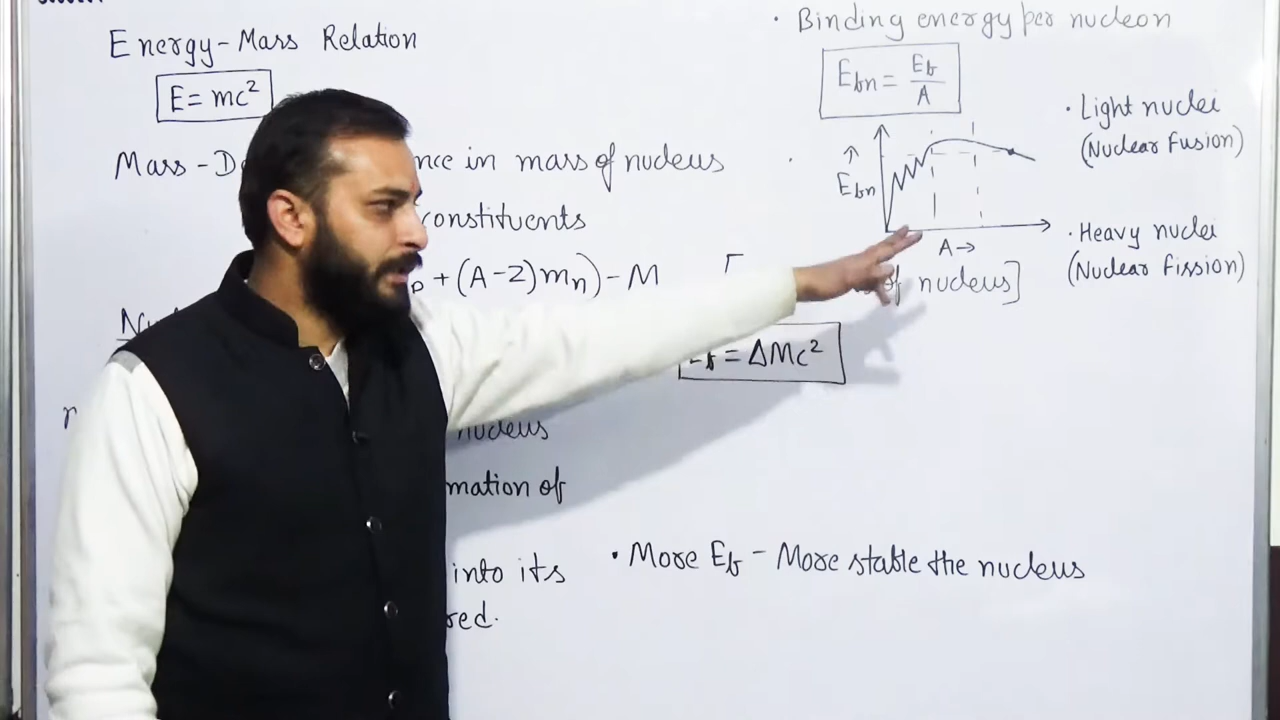 Energy-Mass Relation
E = mc²
Mass-D nce in mass of nucleus
constituents
p + (A-Z)mn) - M
nucleus
mation of
into its
red.
= ΔMc²
• More Eb - More stable the nucleus
• Binding energy per nucleon
Ebn = Eb/A
↑
Ebn
A→
of nucleus]
• Light nuclei
(Nuclear Fusion)
• Heavy nuclei
(Nuclear Fission)